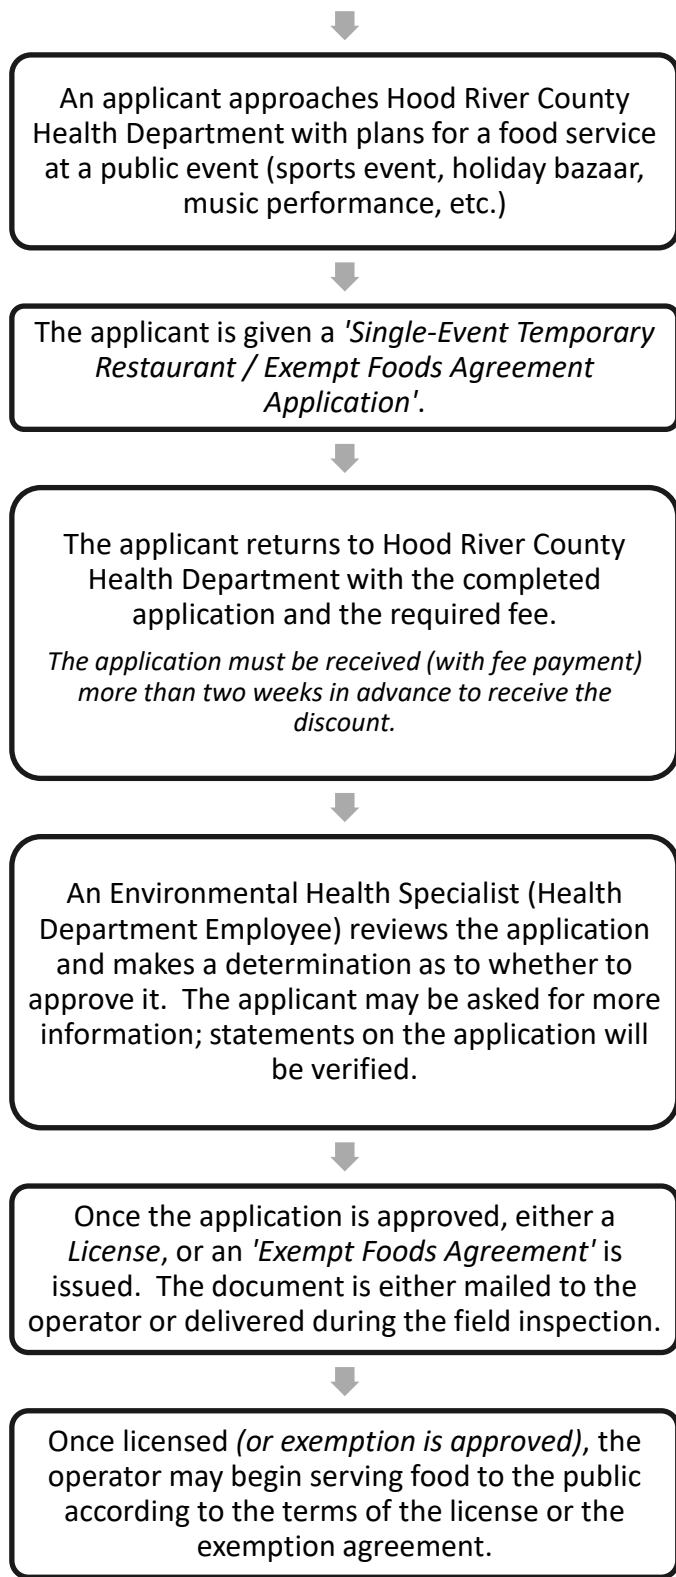 An applicant approaches Hood River County
Health Department with plans for a food service
at a public event (sports event, holiday bazaar,
music performance, etc.)
The applicant is given a 'Single-Event Temporary
Restaurant / Exempt Foods Agreement
Application'.
The applicant returns to Hood River County
Health Department with the completed
application and the required fee.
The application must be received (with fee payment)
more than two weeks in advance to receive the
discount.
An Environmental Health Specialist (Health
Department Employee) reviews the application
and makes a determination as to whether to
approve it.  The applicant may be asked for more
information; statements on the application will
be verified.
Once the application is approved, either a
License, or an 'Exempt Foods Agreement' is
issued.  The document is either mailed to the
operator or delivered during the field inspection.
Once licensed (or exemption is approved), the
operator may begin serving food to the public
according to the terms of the license or the
exemption agreement.